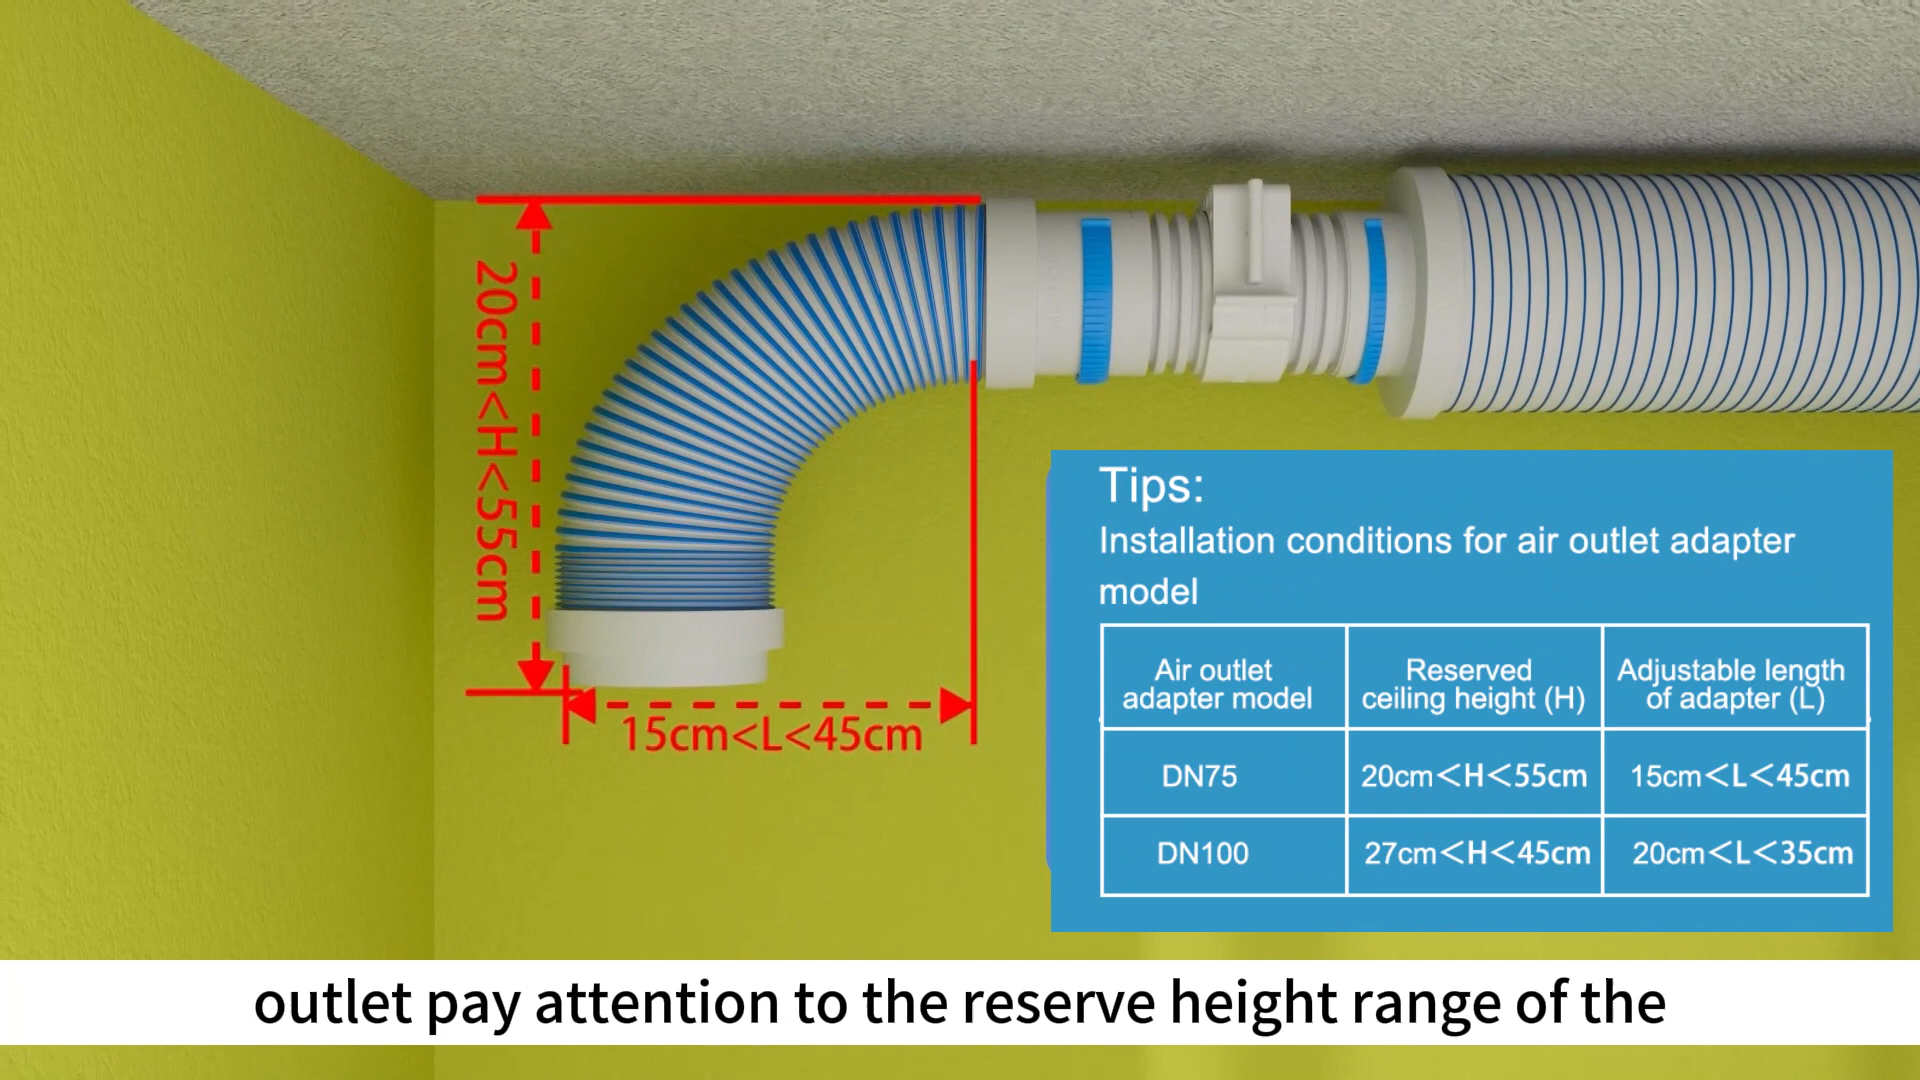 20cm<H<55cm
15cm<L<45cm
Tips:
Installation conditions for air outlet adapter
model
Air outlet
adapter model
Reserved
ceiling height (H)
Adjustable length
of adapter (L)
DN75
20cm<H<55cm
15cm<L<45cm
DN100
27cm<H<45cm
20cm<L<35cm
outlet pay attention to the reserve height range of the